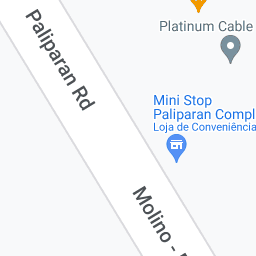 Platinum Cable
Paliparan Rd
Mini Stop
Paliparan Compl
Loja de Conveniência
Molino -